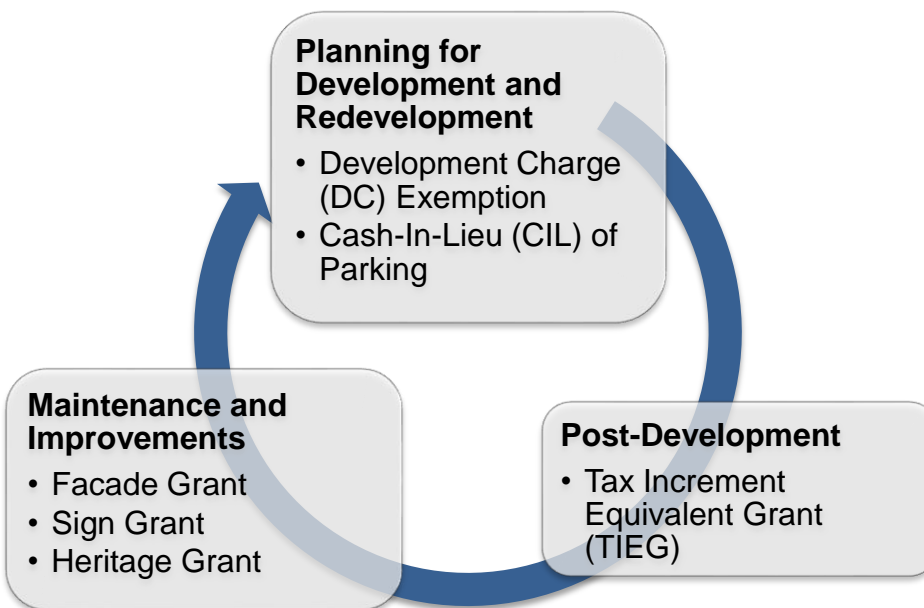 Planning for
Development and
Redevelopment
• Development Charge
(DC) Exemption
• Cash-In-Lieu (CIL) of
Parking
Post-Development
• Tax Increment
Equivalent Grant
(TIEG)
Maintenance and
Improvements
• Facade Grant
• Sign Grant
• Heritage Grant